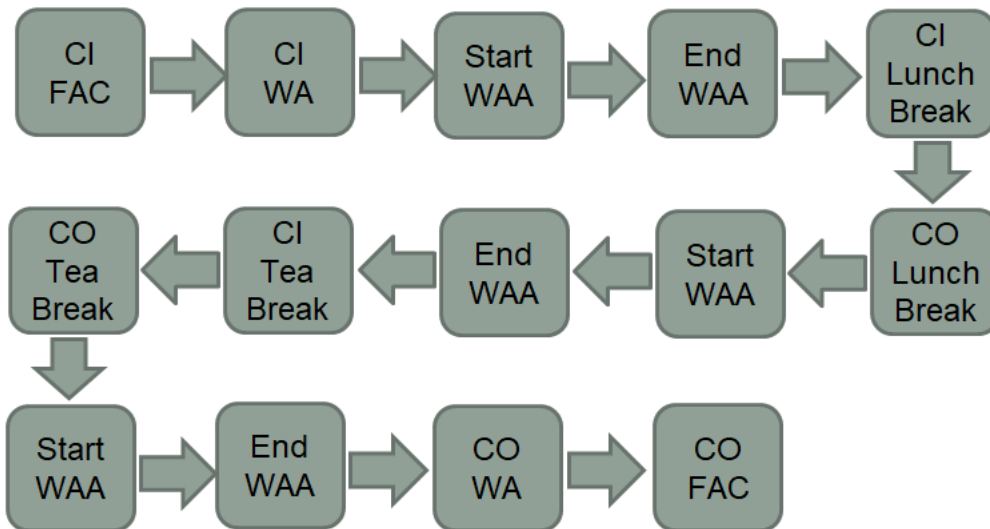 CI
FAC
CI
WA
Start
WAA
End
WAA
CI
Lunch
Break
CO
Lunch
Break
Start
WAA
End
WAA
CI
Tea
Break
CO
Tea
Break
Start
WAA
End
WAA
CO
WA
CO
FAC